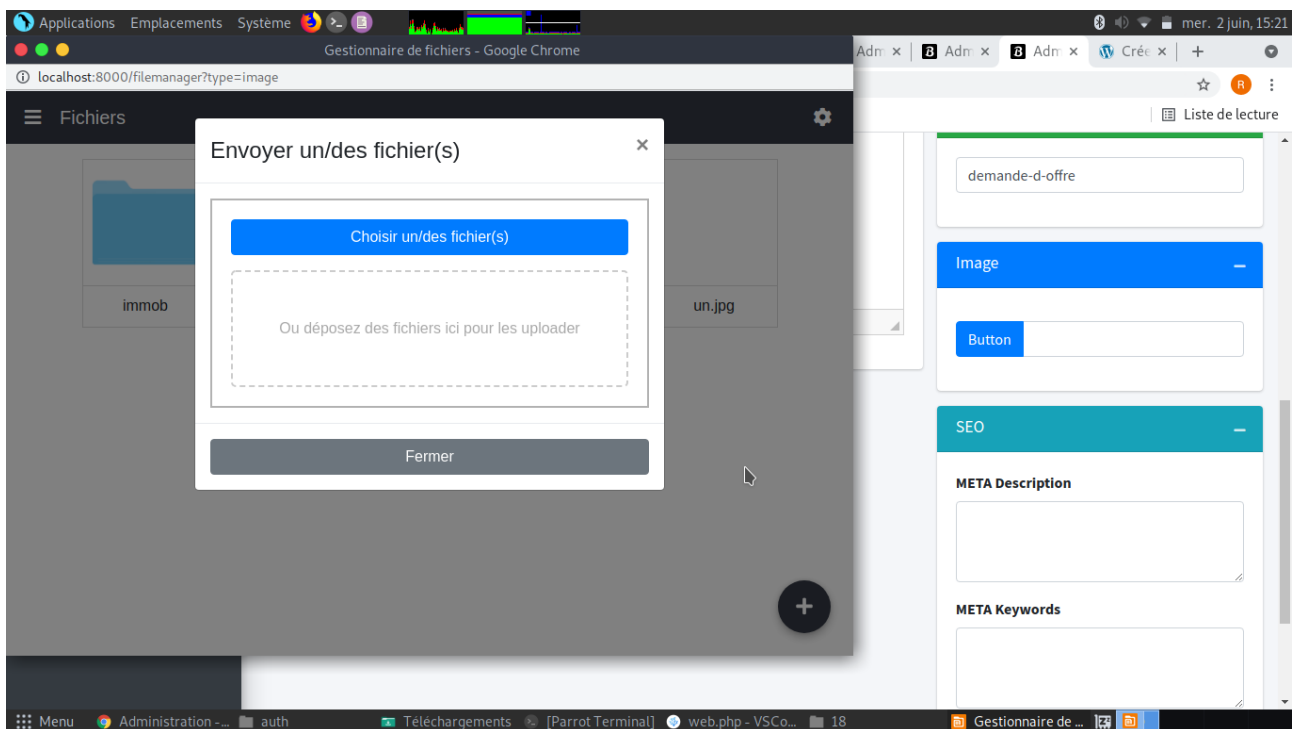 Applications Emplacements Système mer. 2 juin, 15:21
Gestionnaire de fichiers - Google Chrome
Adm Adm Adm Crée
localhost:8000/filemanager?type=image
R
Fichiers
Liste de lecture
Envoyer un/des fichier(s)
demande-d-offre
Choisir un/des fichier(s)
Image
immob
un.jpg
Ou déposez des fichiers ici pour les uploader
Button
SEO
Fermer
META Description
META Keywords
Menu Administration -... auth Téléchargements [Parrot Terminal] web.php - VSCo... 18 Gestionnaire de ...